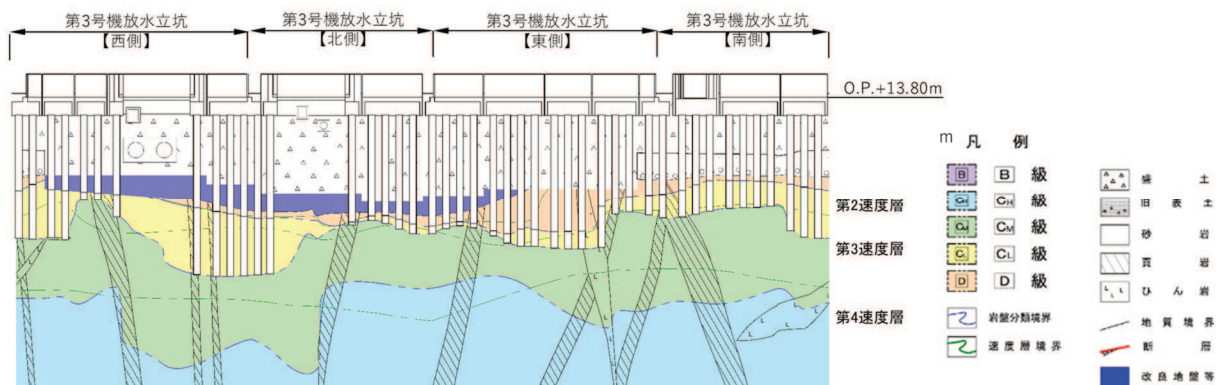 第3号機放水立坑
【西側】
第3号機放水立坑
【北側】
第3号機放水立坑
【東側】
第3号機放水立坑
【南側】
O.P.+13.80m
第2速度層
第3速度層
第4速度層
m 凡 例
B B 級
CH CH 級
CM CM 級
CL CL 級
D D 級
岩盤分類境界
速度層境界
盛 土
旧 表 土
砂 岩
頁 岩
ひ ん 岩
地 質 境 界
断 層
改 良 地 盤 等